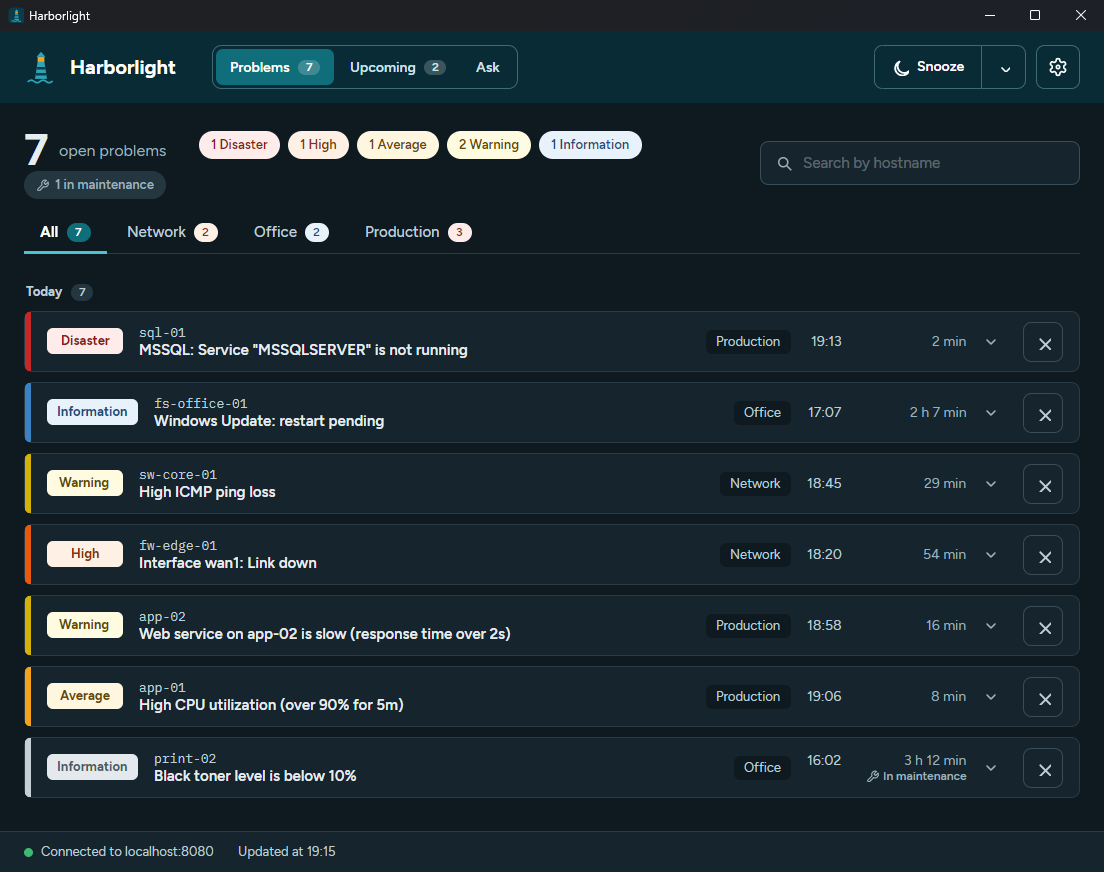 Harborlight
Harborlight
Problems 7 Upcoming 2 Ask
Snooze
7 open problems
1 Disaster 1 High 1 Average 2 Warning 1 Information
Search by hostname
1 in maintenance
All 7 Network 2 Office 2 Production 3
Today 7
Disaster
sql-01
MSSQL: Service "MSSQLSERVER" is not running
Production 19:13 2 min
Information
fs-office-01
Windows Update: restart pending
Office 17:07 2 h 7 min
Warning
sw-core-01
High ICMP ping loss
Network 18:45 29 min
High
fw-edge-01
Interface wan1: Link down
Network 18:20 54 min
Warning
app-02
Web service on app-02 is slow (response time over 2s)
Production 18:58 16 min
Average
app-01
High CPU utilization (over 90% for 5m)
Production 19:06 8 min
Information
print-02
Black toner level is below 10%
Office 16:02 3 h 12 min
In maintenance
Connected to localhost:8080 Updated at 19:15